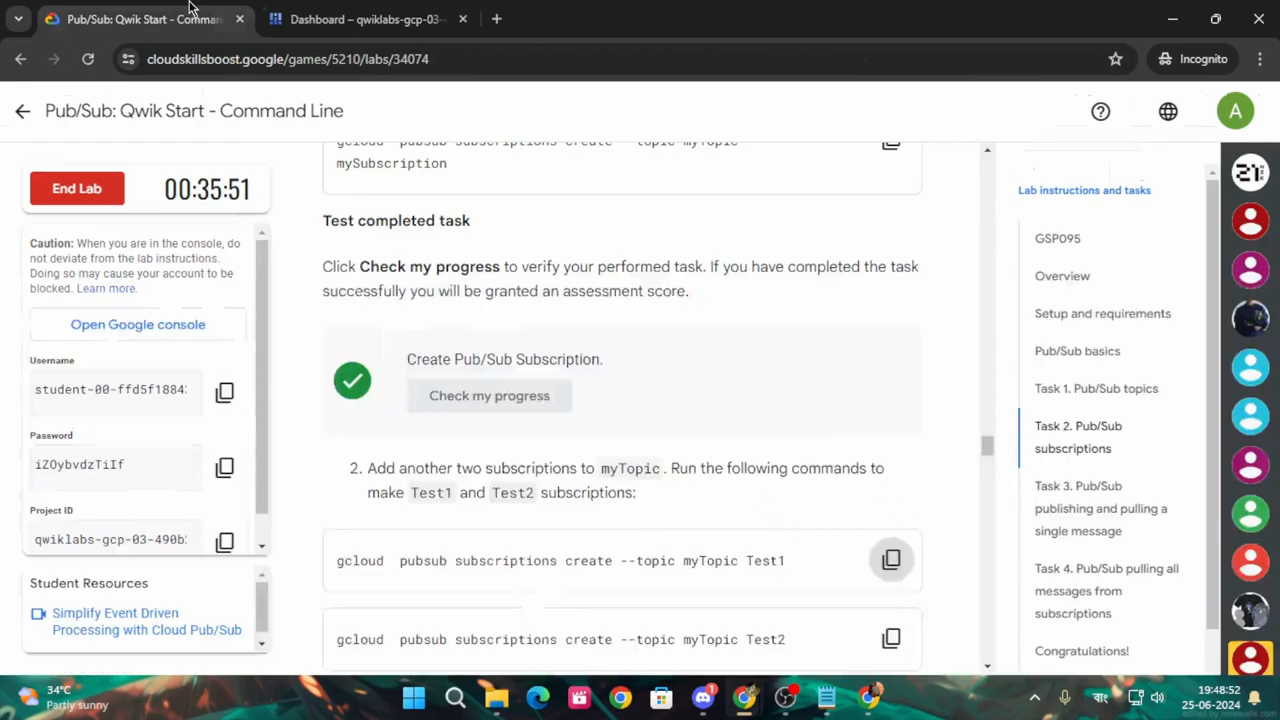 Pub/Sub: Qwik Start - Comman
Dashboard – qwiklabs-gcp-03-
cloudskillsboost.google/games/5210/labs/34074
Incognito
Pub/Sub: Qwik Start - Command Line
A
End Lab
00:35:51
Caution: When you are in the console, do
not deviate from the lab instructions.
Doing so may cause your account to be
blocked. Learn more.
Open Google console
Username
student-00-ffd5f1884
Password
iZOybvdzTiIf
Project ID
qwiklabs-gcp-03-490b
Student Resources
Simplify Event Driven
Processing with Cloud Pub/Sub
gcloud pubsub subscriptions create --topic myTopic
mySubscription
Test completed task
Click Check my progress to verify your performed task. If you have completed the task
successfully you will be granted an assessment score.
Create Pub/Sub Subscription.
Check my progress
2. Add another two subscriptions to myTopic. Run the following commands to
make Test1 and Test2 subscriptions:
gcloud pubsub subscriptions create --topic myTopic Test1
gcloud pubsub subscriptions create --topic myTopic Test2
Lab instructions and tasks
GSP095
Overview
Setup and requirements
Pub/Sub basics
Task 1. Pub/Sub topics
Task 2. Pub/Sub
subscriptions
Task 3. Pub/Sub
publishing and pulling a
single message
Task 4. Pub/Sub pulling all
messages from
subscriptions
Congratulations!
34°C
Partly sunny
1
বাং
19:48:52
25-06-2024